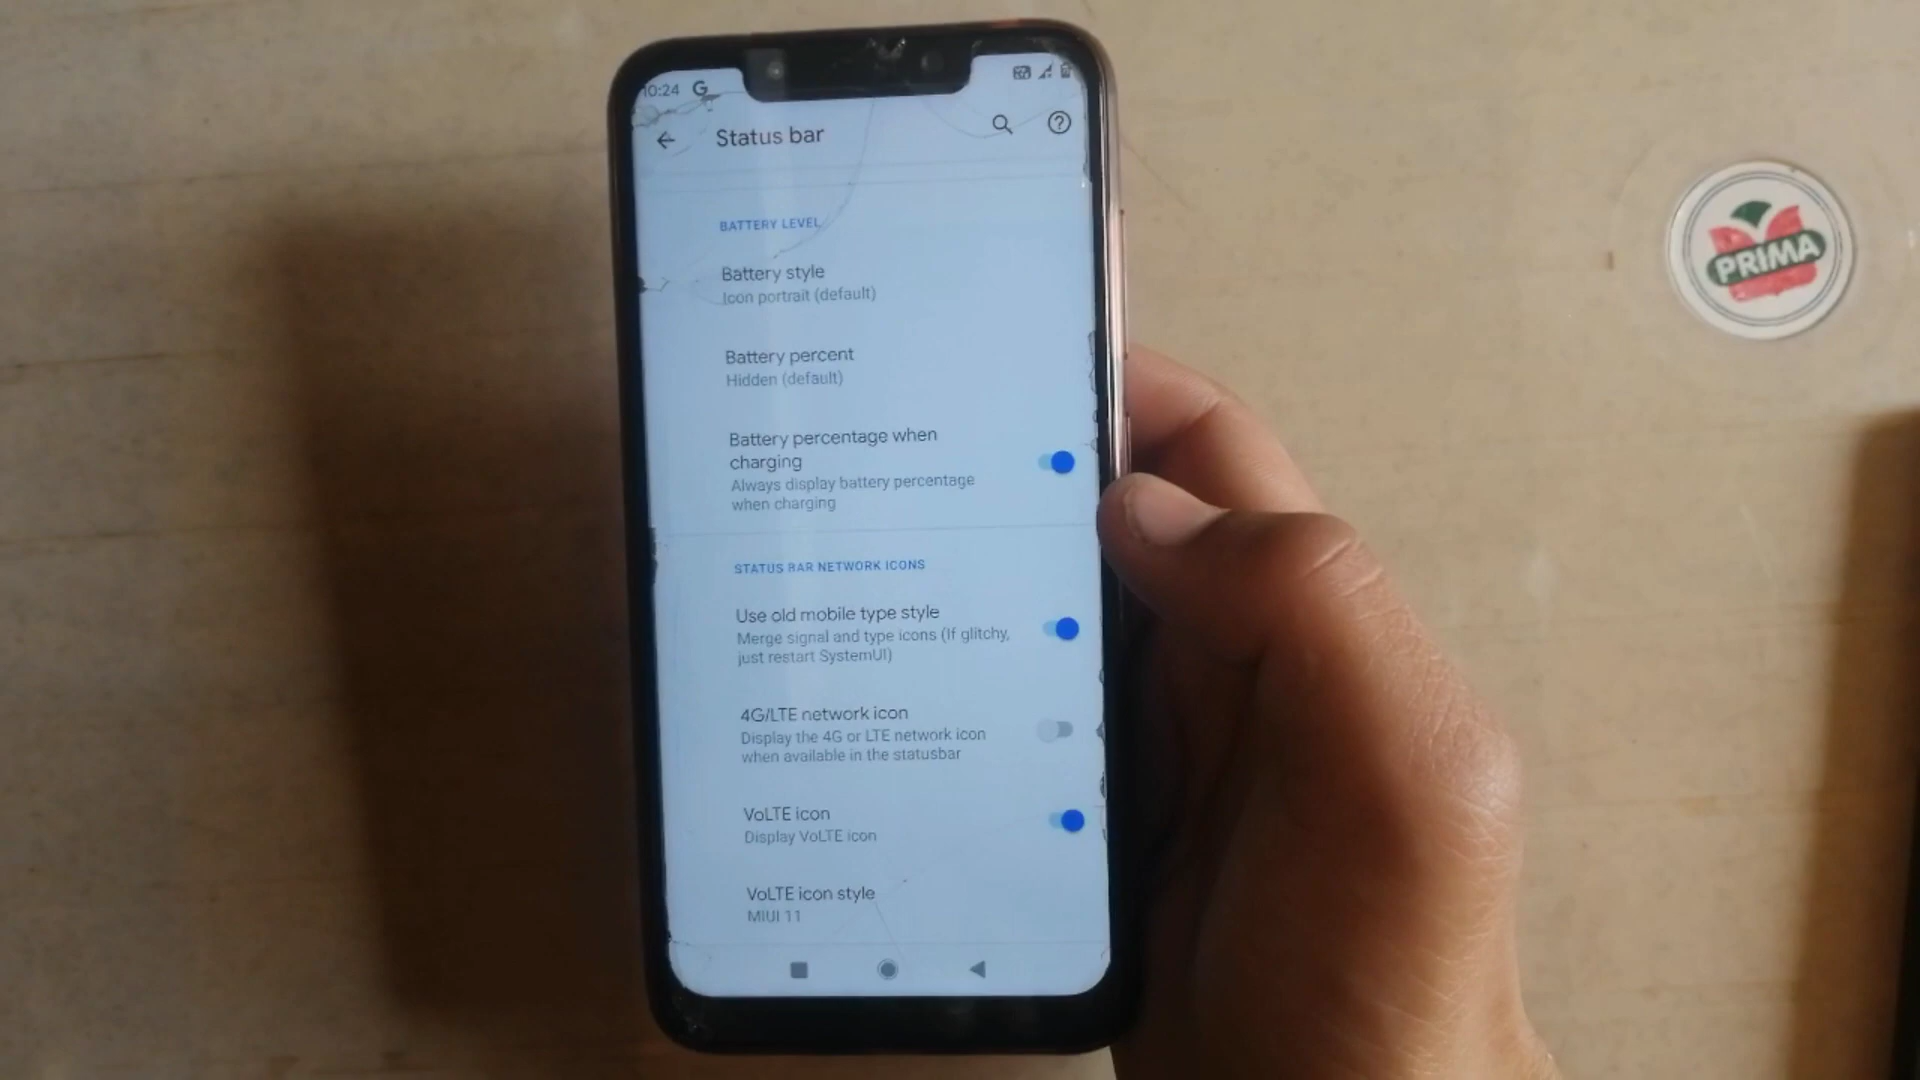 10:24 G
Status bar
BATTERY LEVEL
Battery style
Icon portrait (default)
Battery percent
Hidden (default)
Battery percentage when
charging
Always display battery percentage
when charging
STATUS BAR NETWORK ICONS
Use old mobile type style
Merge signal and type icons (If glitchy,
just restart SystemUI)
4G/LTE network icon
Display the 4G or LTE network icon
when available in the statusbar
VoLTE icon
Display VoLTE icon
VoLTE icon style
MIUI 11
PRIMA